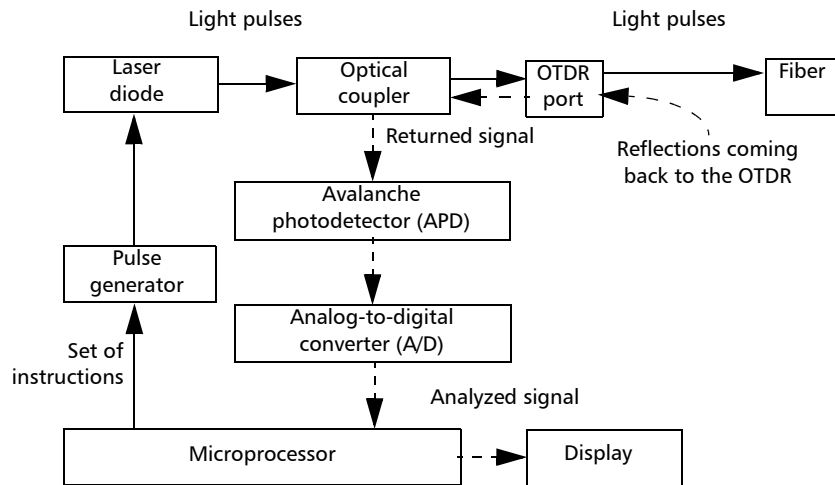 Light pulses
Light pulses
Laser
diode
Optical
coupler
OTDR
port
Fiber
Returned signal
Reflections coming
back to the OTDR
Avalanche
photodetector (APD)
Pulse
generator
Analog-to-digital
converter (A/D)
Set of
instructions
Analyzed signal
Microprocessor
Display